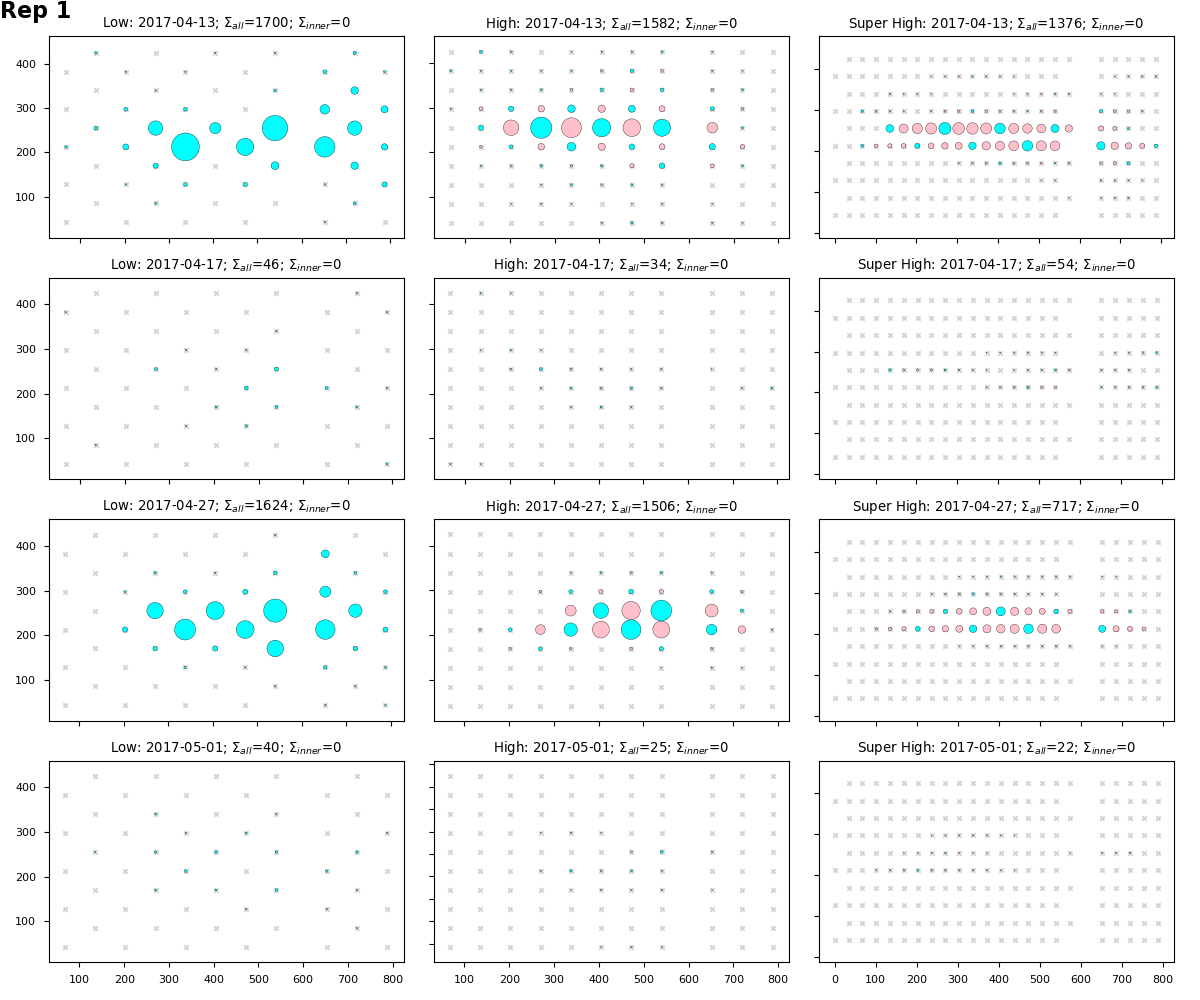 Rep 1
Low: 2017-04-13; Σall=1700; Σinner=0
High: 2017-04-13; Σall=1582; Σinner=0
Super High: 2017-04-13; Σall=1376; Σinner=0
400
300
200
100
Low: 2017-04-17; Σall=46; Σinner=0
High: 2017-04-17; Σall=34; Σinner=0
Super High: 2017-04-17; Σall=54; Σinner=0
400
300
200
100
Low: 2017-04-27; Σall=1624; Σinner=0
High: 2017-04-27; Σall=1506; Σinner=0
Super High: 2017-04-27; Σall=717; Σinner=0
400
300
200
100
Low: 2017-05-01; Σall=40; Σinner=0
High: 2017-05-01; Σall=25; Σinner=0
Super High: 2017-05-01; Σall=22; Σinner=0
400
300
200
100
100 200 300 400 500 600 700 800
100 200 300 400 500 600 700 800
0 100 200 300 400 500 600 700 800